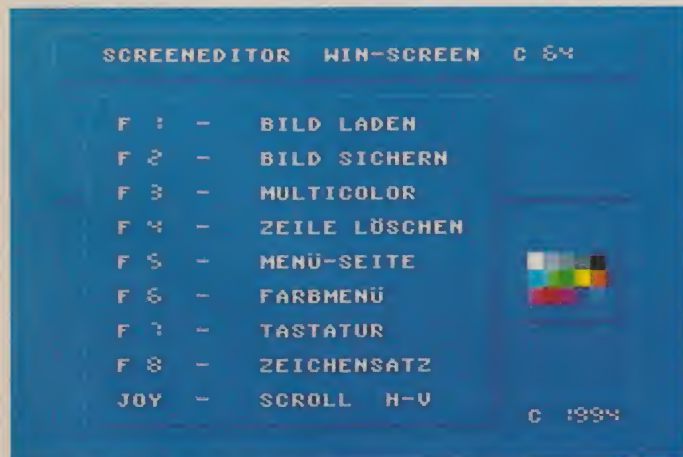 SCREENEDITOR WIN-SCREEN C 64
F 1 - BILD LADEN
F 2 - BILD SICHERN
F 3 - MULTICOLOR
F 4 - ZEILE LÖSCHEN
F 5 - MENÜ-SEITE
F 6 - FARBMENÜ
F 7 - TASTATUR
F 8 - ZEICHENSATZ
JOY - SCROLL H-V
C 1994